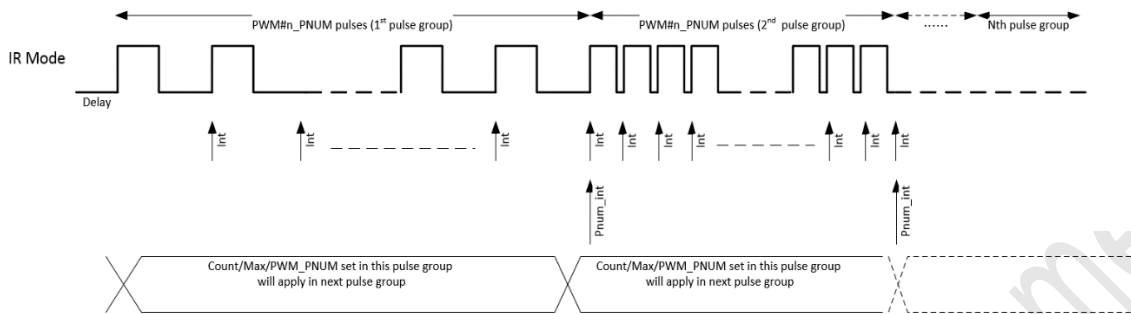 PWM#n_PNUM pulses (1st pulse group)
PWM#n_PNUM pulses (2nd pulse group)
......
Nth pulse group
IR Mode
Delay
Int
Int
Int
Int
Int
Int
Int
Int
Int
Int
Pnum_int
Pnum_int
Count/Max/PWM_PNUM set in this pulse group
will apply in next pulse group
Count/Max/PWM_PNUM set in this pulse group
will apply in next pulse group